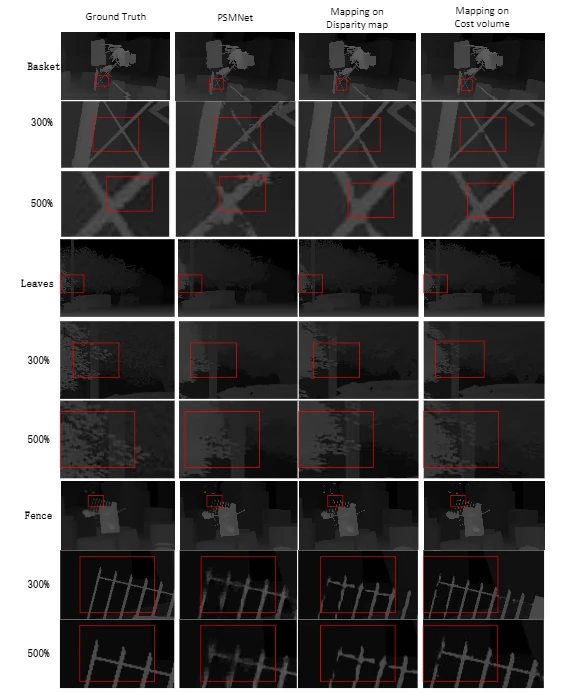 Ground Truth
PSMNet
Mapping on
Disparity map
Mapping on
Cost volume
Basket
300%
500%
Leaves
300%
500%
Fence
300%
500%